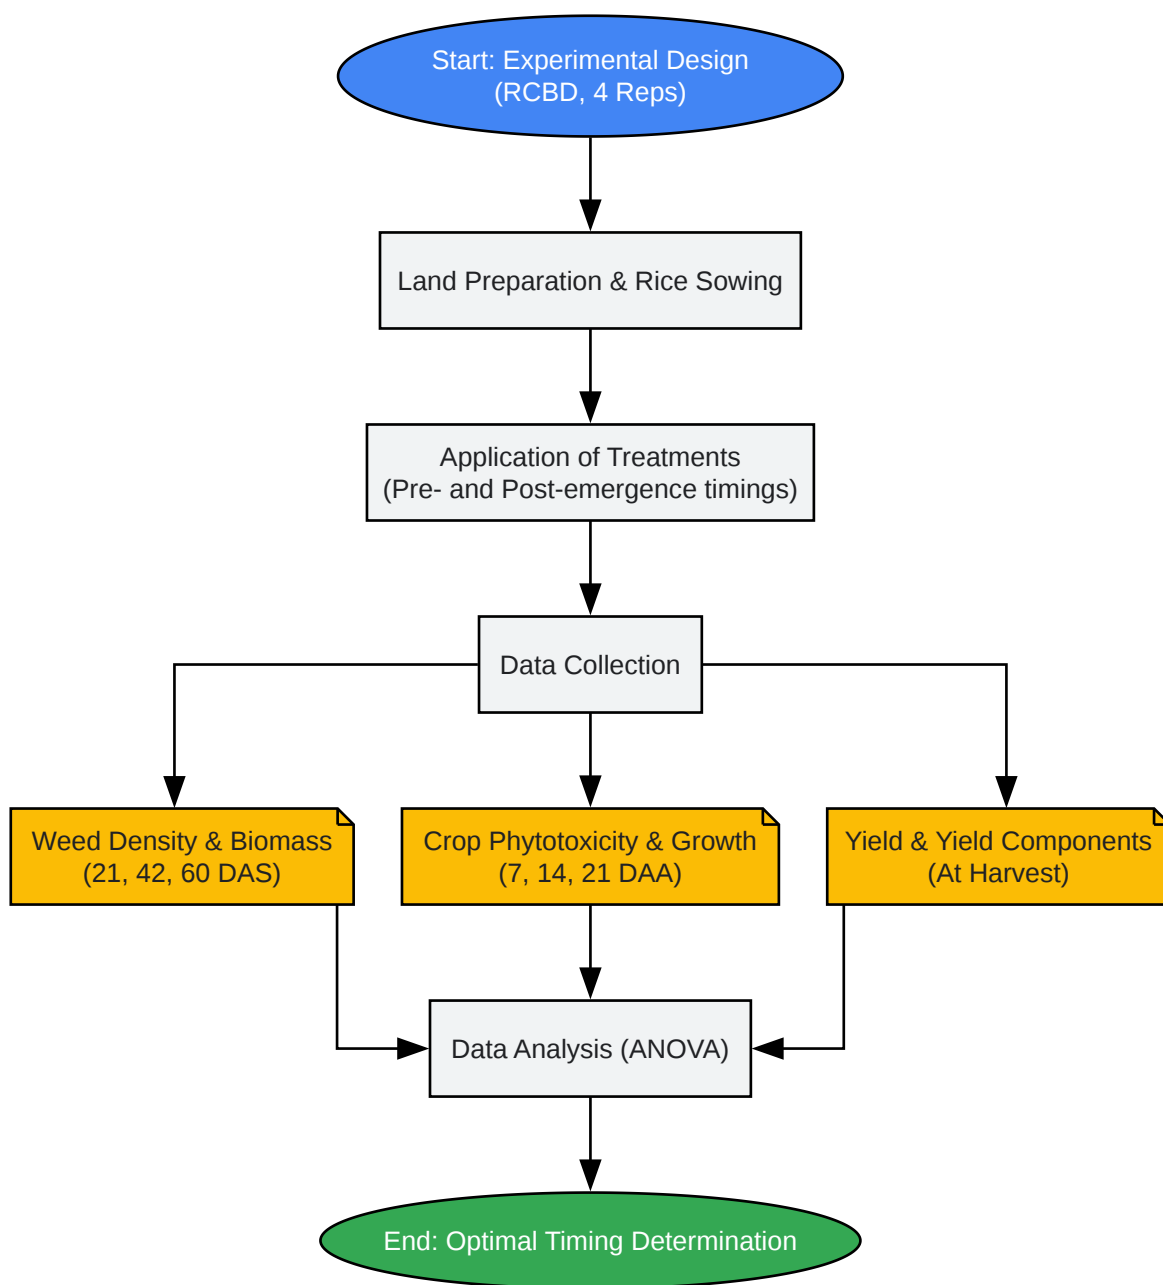 Start: Experimental Design
(RCBD, 4 Reps)
Land Preparation & Rice Sowing
Application of Treatments
(Pre- and Post-emergence timings)
Data Collection
Weed Density & Biomass
(21, 42, 60 DAS)
Crop Phytotoxicity & Growth
(7, 14, 21 DAA)
Yield & Yield Components
(At Harvest)
Data Analysis (ANOVA)
End: Optimal Timing Determination